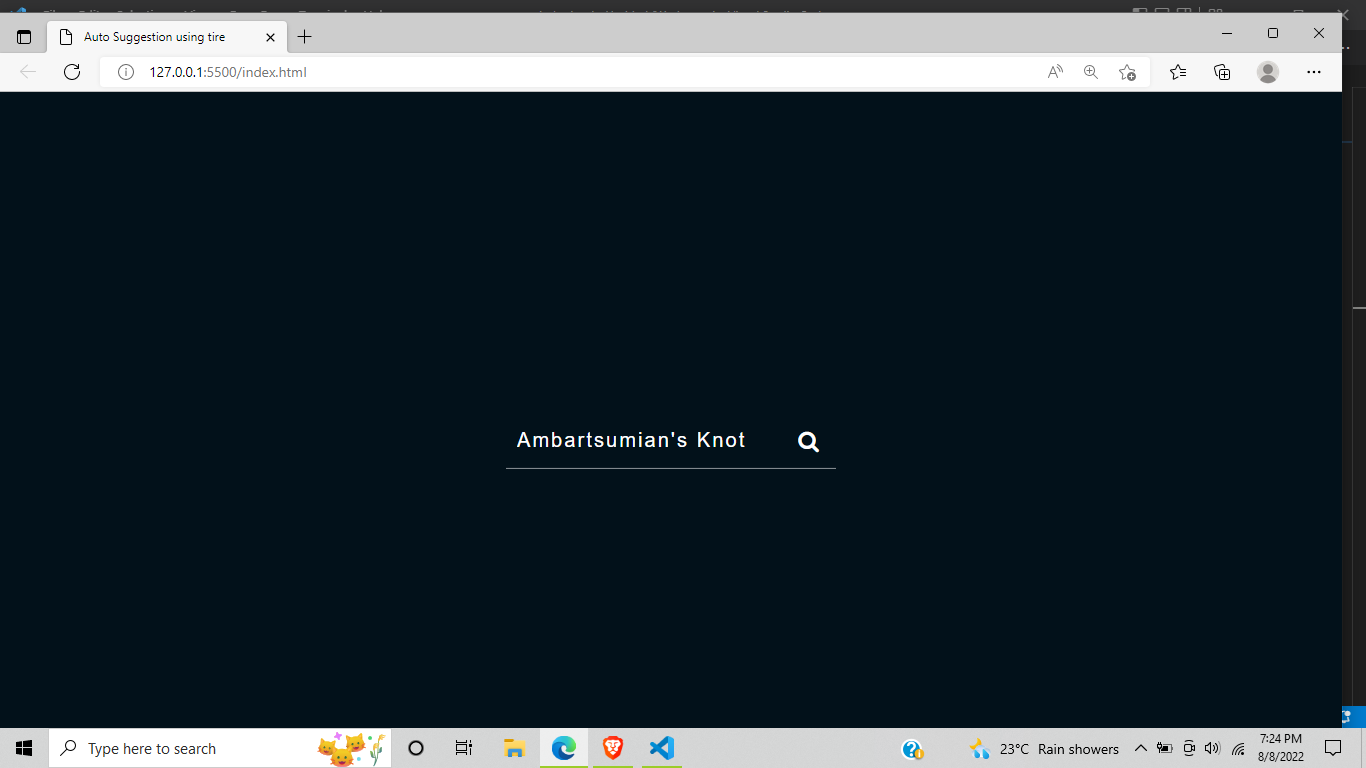 Auto Suggestion using tire
127.0.0.1:5500/index.html
Ambartsumian's Knot
Type here to search
23°C Rain showers
7:24 PM
8/8/2022